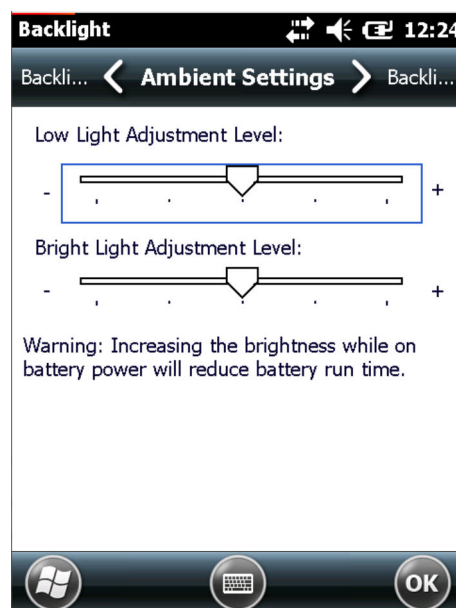 Backlight 12:24
Backli... Ambient Settings Backli...
Low Light Adjustment Level:
- +
Bright Light Adjustment Level:
- +
Warning: Increasing the brightness while on
battery power will reduce battery run time.
OK